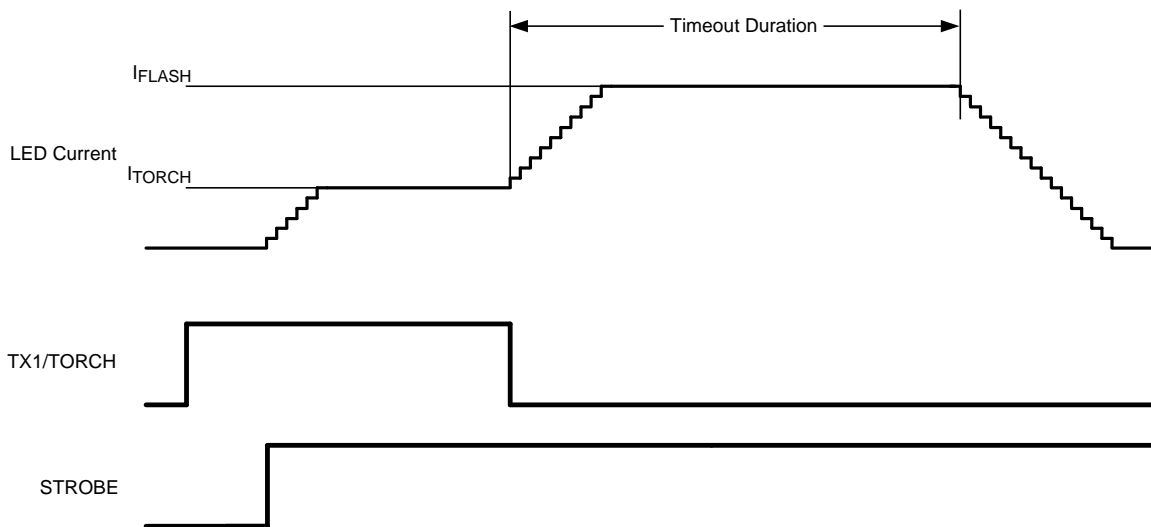 Timeout Duration
IFLASH
LED Current
ITORCH
TX1/TORCH
STROBE